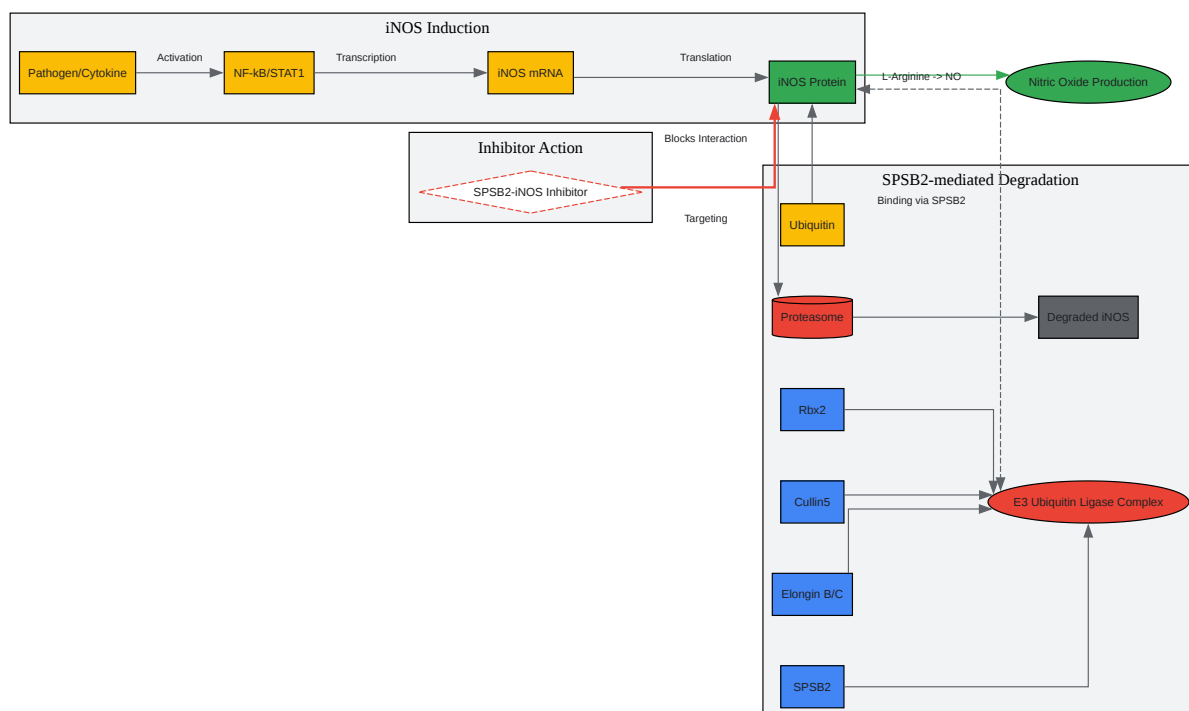 iNOS Induction
Pathogen/Cytokine
Activation
NF-kB/STAT1
Transcription
iNOS mRNA
Translation
iNOS Protein
L-Arginine -> NO
Nitric Oxide Production
Blocks Interaction
Inhibitor Action
SPSB2-iNOS Inhibitor
Targeting
SPSB2-mediated Degradation
Binding via SPSB2
Ubiquitin
Proteasome
Degraded iNOS
Rbx2
Cullin5
E3 Ubiquitin Ligase Complex
Elongin B/C
SPSB2